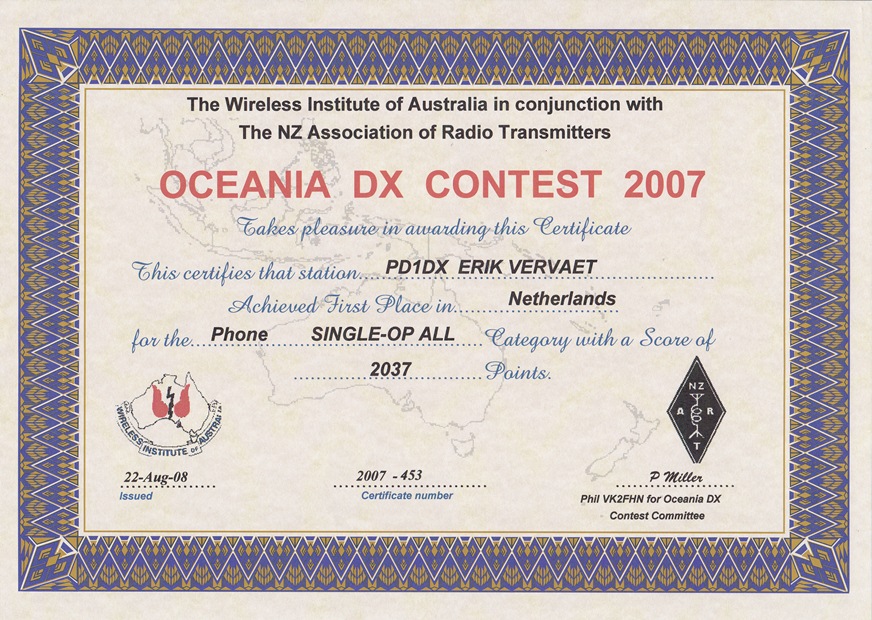 The Wireless Institute of Australia in conjunction with
The NZ Association of Radio Transmitters
OCEANIA DX CONTEST 2007
Takes pleasure in awarding this Certificate
This certifies that station... PD1DX ERIK VERVAET
Achieved First Place in... Netherlands
for the... Phone SINGLE-OP ALL Category with a Score of
2037 Points.
WIRELESS INSTITUTE OF AUSTRALIA
NZ
A R
T
22-Aug-08 2007 - 453 P Miller
Issued Certificate number Phil VK2FHN for Oceania DX
Contest Committee